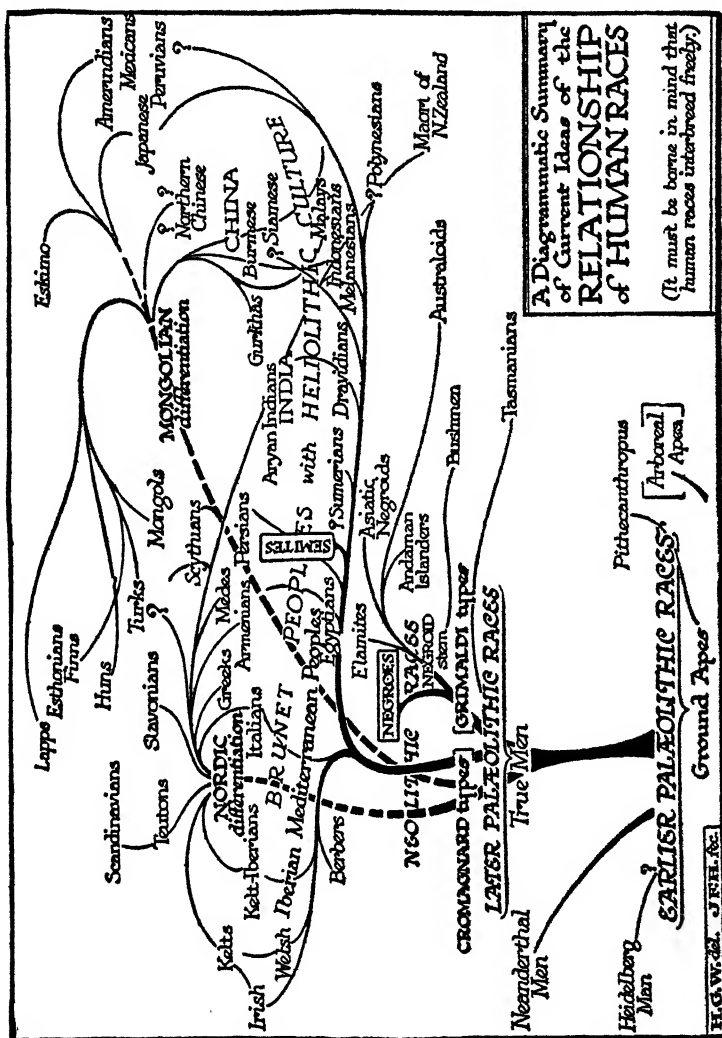 Lapps
Esthonians
Finns
Huns
Turks
?
Mongols
Eskimo
Amerindians
Mexicans
Japanese
Peruvians
?
MONGOLIAN
differentiation
?
? Northern
Chinese
CHINA
Burmese
Gurkhas
? Siamese
Malays
Indonesians
Melanesians
Scandinavians
Teutons
Slavonians
Scythians
Kelts
Irish
NORDIC
differentiation
Greeks
Medes
Armenians
Persians
Italians
Aryan Indians
INDIA
Kelt-Iberians
Welsh
BRUNET PEOPLES with HELIOLITHIC CULTURE
Iberian Mediterranean Peoples
Egyptians
SEMITES
? Sumerians
Dravidians
Berbers
? Polynesians
Maori of
N.Zealand
Elamites
Asiatic
Negroids
Andaman
Islanders
Australoids
NEOLITHIC RACES
NEGROES
NEGROID
stem
Bushmen
CROMAGNARD types
GRIMALDI types
LATER PALÆOLITHIC RACES
True Men
Tasmanians
Neanderthal
Men
Heidelberg
Man
?
Pithecanthropus
EARLIER PALÆOLITHIC RACES
Ground Apes
[Arboreal
Apes]
A Diagrammatic Summary
of Current Ideas of the
RELATIONSHIP
of HUMAN RACES
(It must be borne in mind that
human races interbreed freely.)
H.G.W. del. J.F.H. fec.